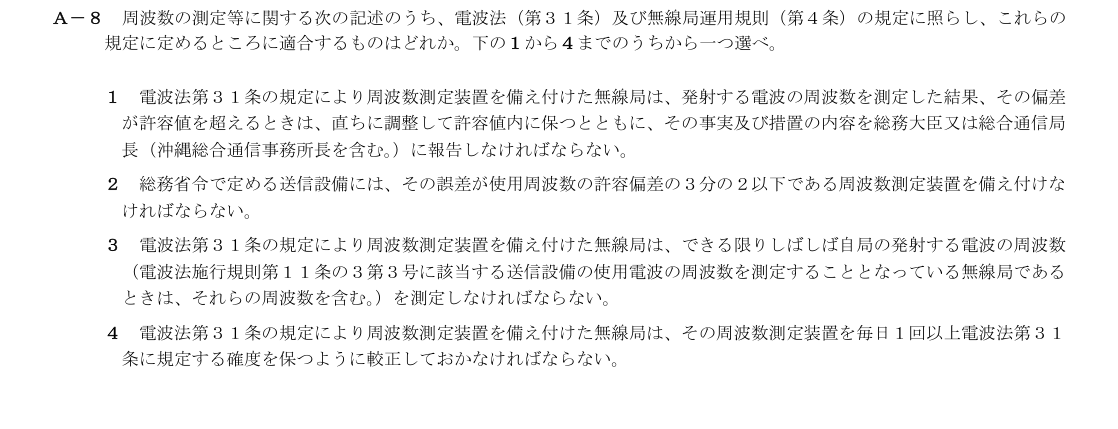 Ａ－８　周波数の測定等に関する次の記述のうち、電波法（第３１条）及び無線局運用規則（第４条）の規定に照らし、これらの
規定に定めるところに適合するものはどれか。下の１から４までのうちから一つ選べ。
１　電波法第３１条の規定により周波数測定装置を備え付けた無線局は、発射する電波の周波数を測定した結果、その偏差
が許容値を超えるときは、直ちに調整して許容値内に保つとともに、その事実及び措置の内容を総務大臣又は総合通信局
長（沖縄総合通信事務所長を含む。）に報告しなければならない。
２　総務省令で定める送信設備には、その誤差が使用周波数の許容偏差の３分の２以下である周波数測定装置を備え付けな
ければならない。
３　電波法第３１条の規定により周波数測定装置を備え付けた無線局は、できる限りしばしば自局の発射する電波の周波数
（電波法施行規則第１１条の３第３号に該当する送信設備の使用電波の周波数を測定することとなっている無線局である
ときは、それらの周波数を含む。）を測定しなければならない。
４　電波法第３１条の規定により周波数測定装置を備え付けた無線局は、その周波数測定装置を毎日１回以上電波法第３１
条に規定する確度を保つように較正しておかなければならない。